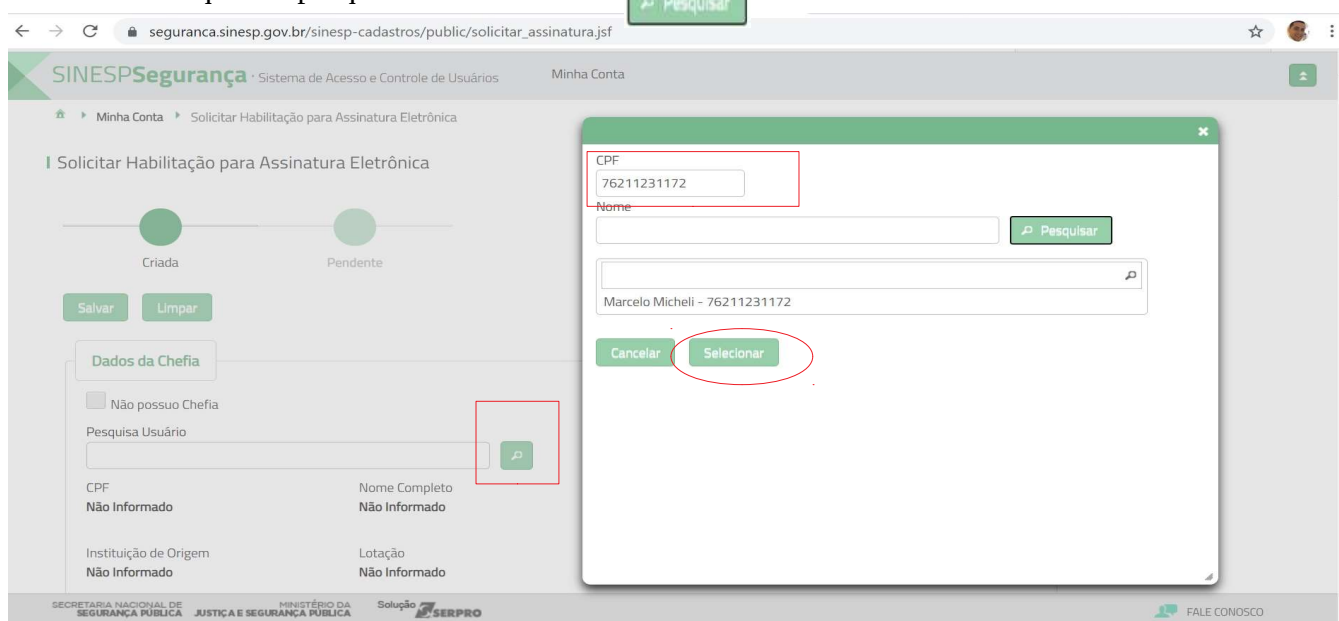 Pesquisar
seguranca.sinesp.gov.br/sinesp-cadastros/public/solicitar_assinatura.jsf
SINESPSegurança · Sistema de Acesso e Controle de Usuários
Minha Conta
Minha Conta
Solicitar Habilitação para Assinatura Eletrônica
Solicitar Habilitação para Assinatura Eletrônica
Criada
Pendente
Salvar
Limpar
Dados da Chefia
Não possuo Chefia
Pesquisa Usuário
CPF
Nome Completo
Não Informado
Não Informado
Instituição de Origem
Lotação
Não Informado
Não Informado
CPF
76211231172
Nome
Pesquisar
Marcelo Micheli - 76211231172
Cancelar
Selecionar
SECRETARIA NACIONAL DE
SEGURANÇA PÚBLICA
MINISTÉRIO DA
JUSTIÇA E SEGURANÇA PÚBLICA
Solução SERPRO
FALE CONOSCO